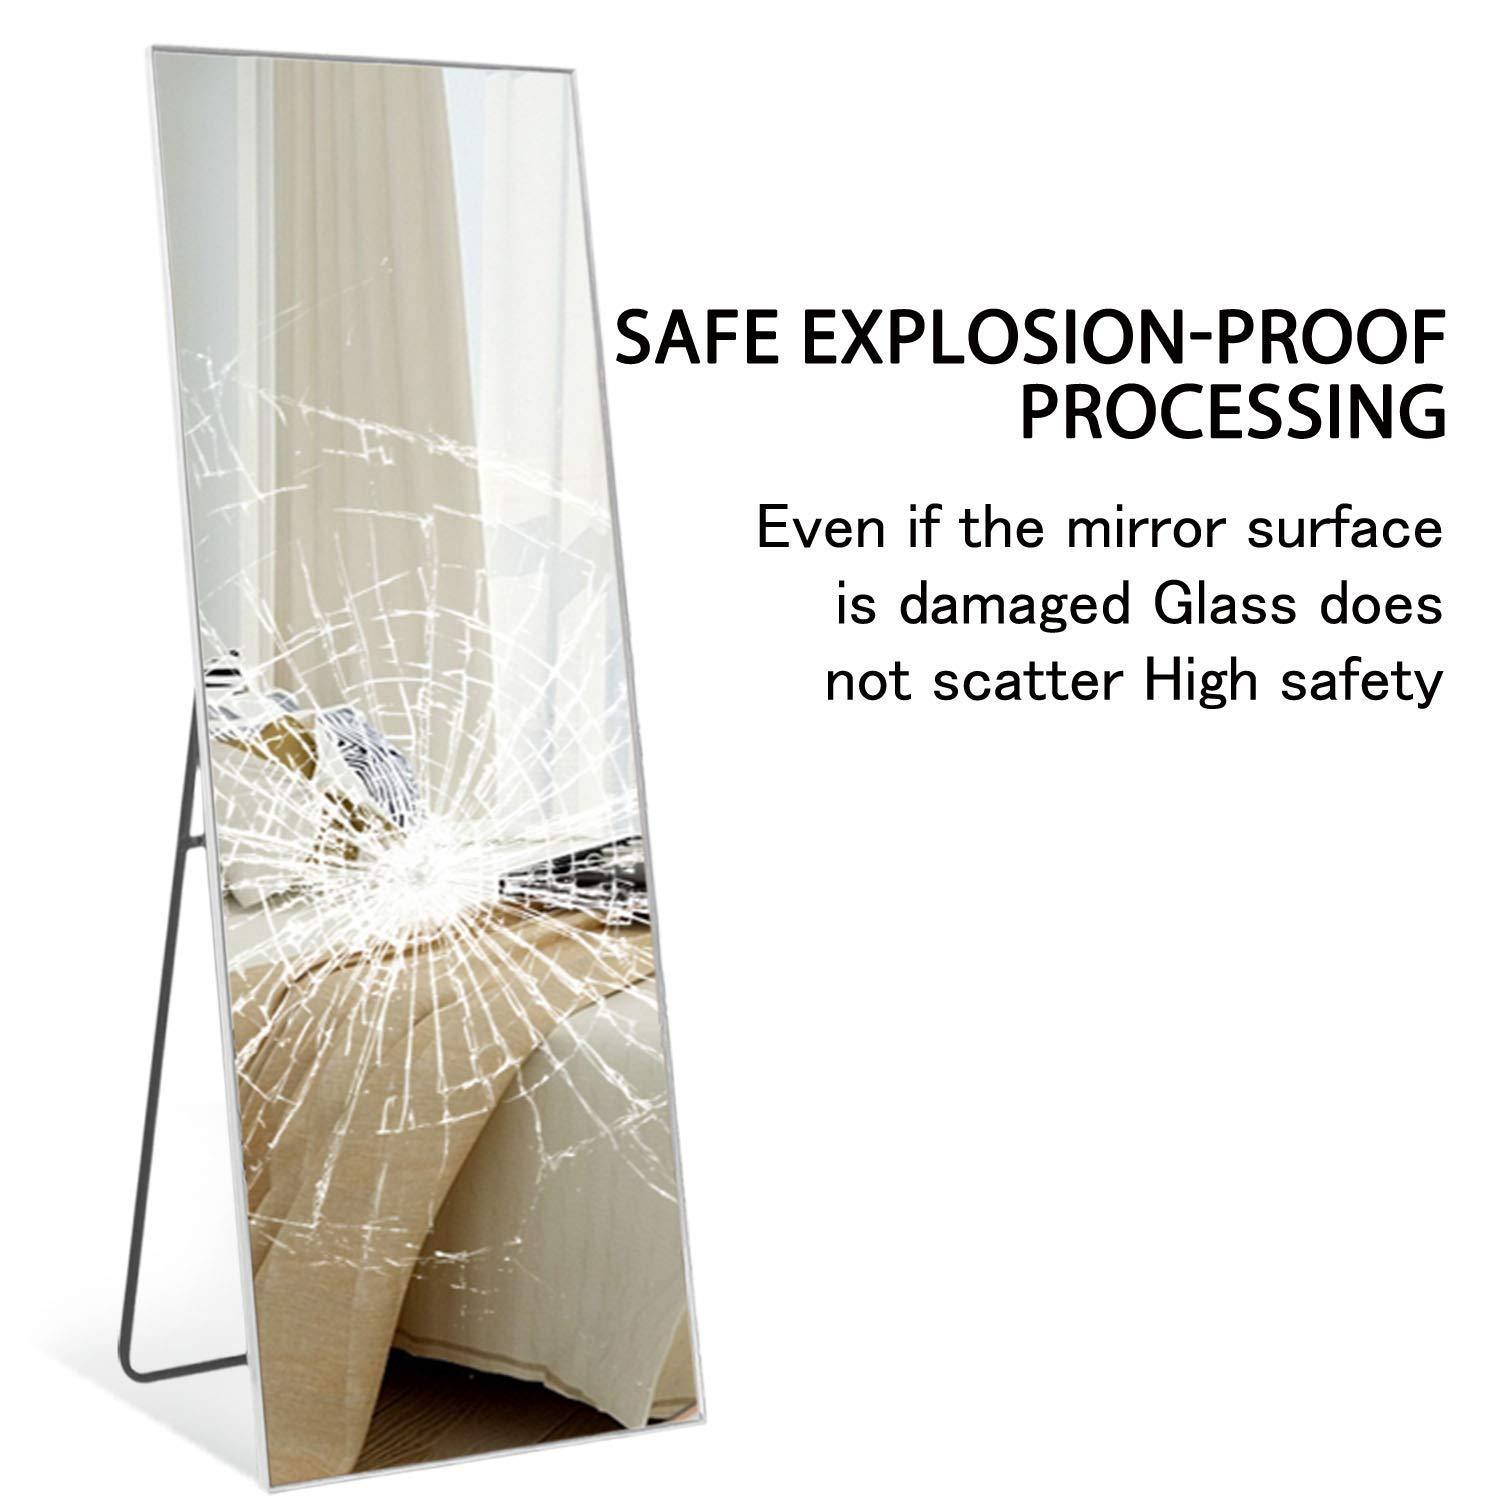 SAFE EXPLOSION-PROOF
PROCESSING
Even if the mirror surface
is damaged Glass does
not scatter High safety